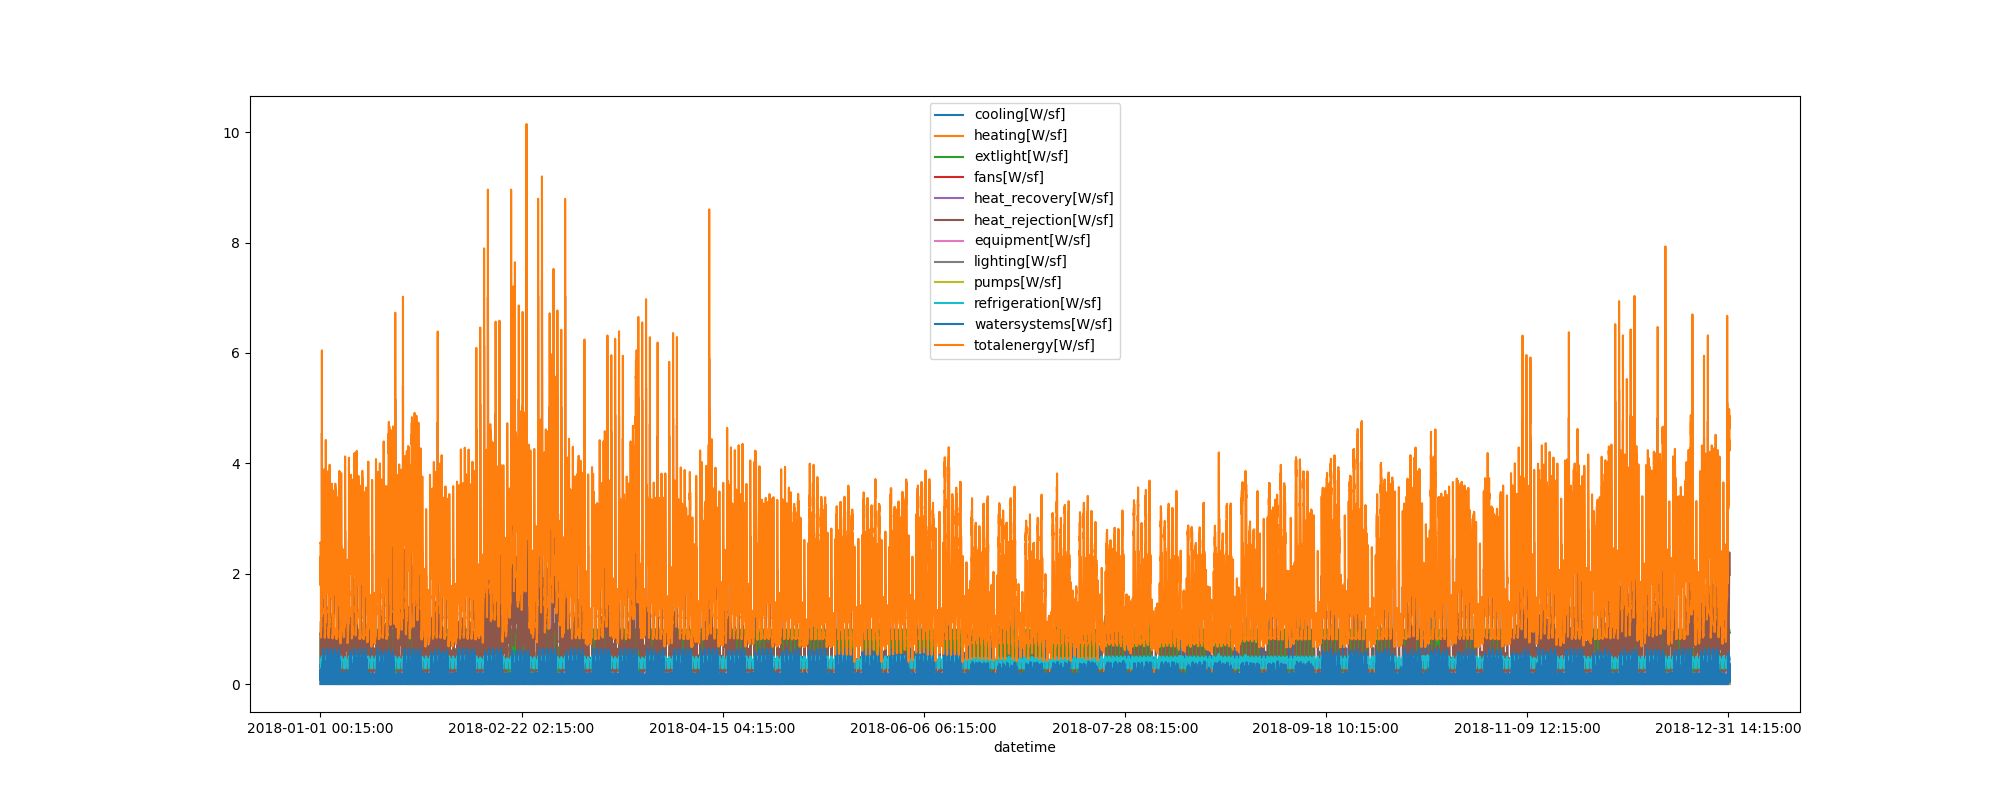 10
8
6
4
2
0
cooling[W/sf]
heating[W/sf]
extlight[W/sf]
fans[W/sf]
heat_recovery[W/sf]
heat_rejection[W/sf]
equipment[W/sf]
lighting[W/sf]
pumps[W/sf]
refrigeration[W/sf]
watersystems[W/sf]
totalenergy[W/sf]
2018-01-01 00:15:00 2018-02-22 02:15:00 2018-04-15 04:15:00 2018-06-06 06:15:00 2018-07-28 08:15:00 2018-09-18 10:15:00 2018-11-09 12:15:00 2018-12-31 14:15:00
datetime